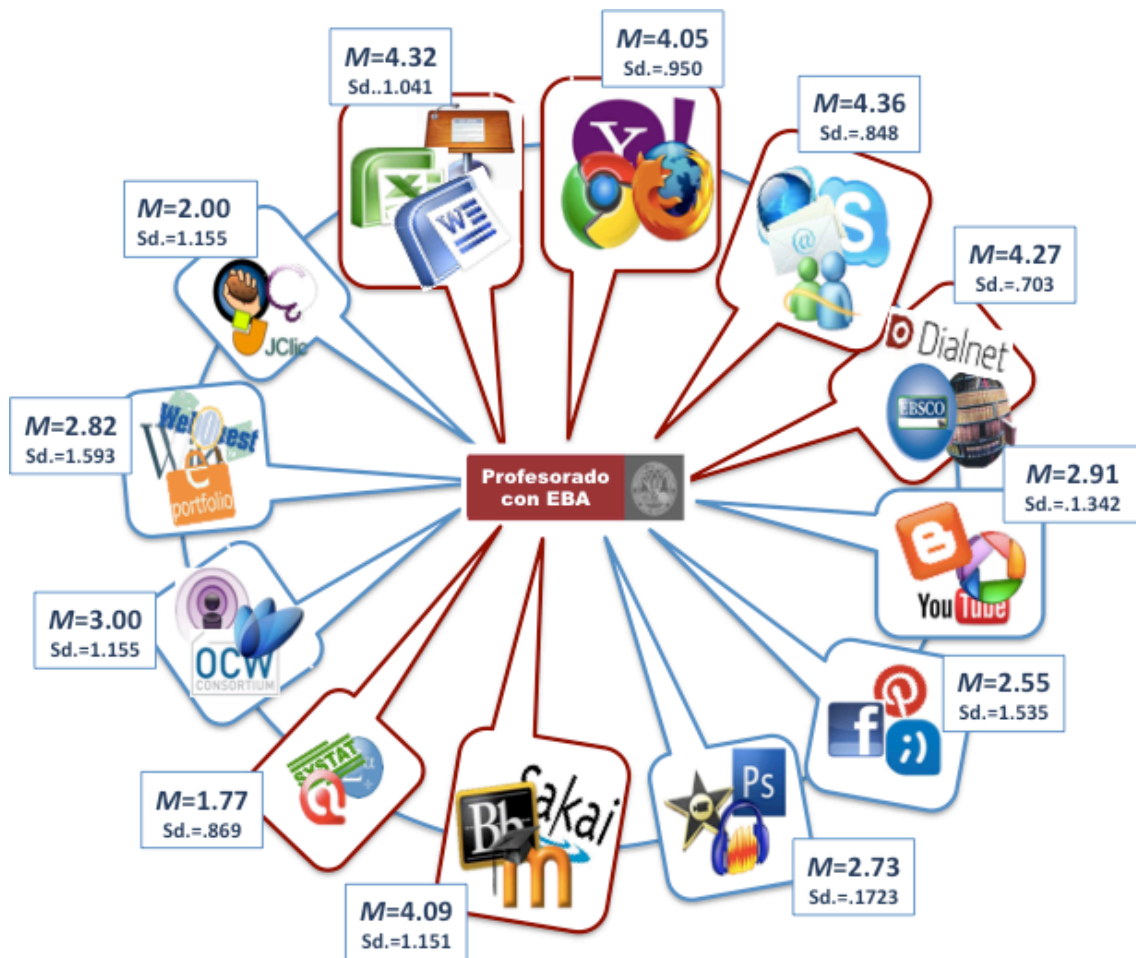 M=4.32
Sd..1.041
M=4.05
Sd.=.950
Y!
M=4.36
Sd.=.848
@
S
X
W
M=2.00
Sd.=1.155
JClic
M=4.27
Sd.=.703
Dialnet
EBSCO
M=2.82
Sd.=1.593
WebQuest
W
e
portfolio
Profesorado
con EBA
M=2.91
Sd.=.1.342
You Tube
M=3.00
Sd.=1.155
OCW
CONSORTIUM
M=2.55
Sd.=1.535
f
;)
M=1.77
Sd.=.869
SYSTAT
Σα
+
@
Bb
sakai
m
M=4.09
Sd.=1.151
Ps
M=2.73
Sd.=.1723